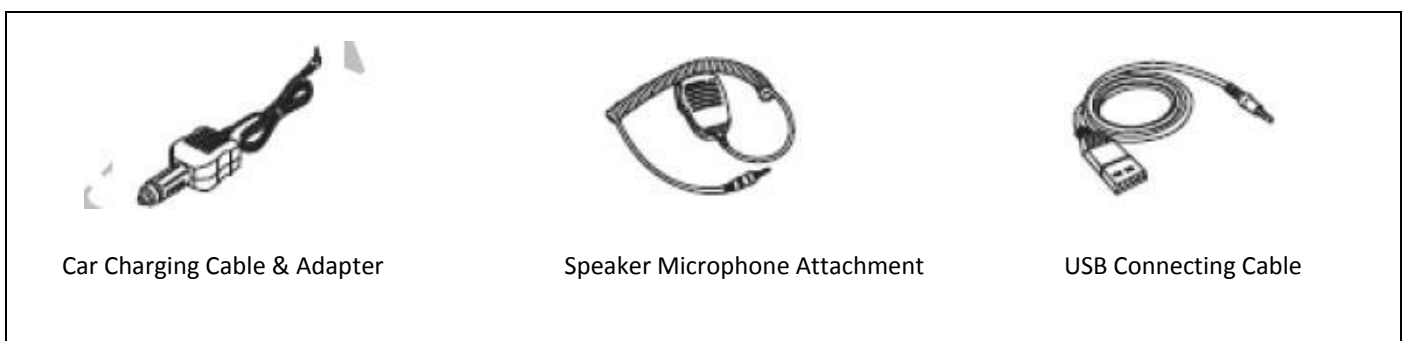 Car Charging Cable & Adapter
Speaker Microphone Attachment
USB Connecting Cable